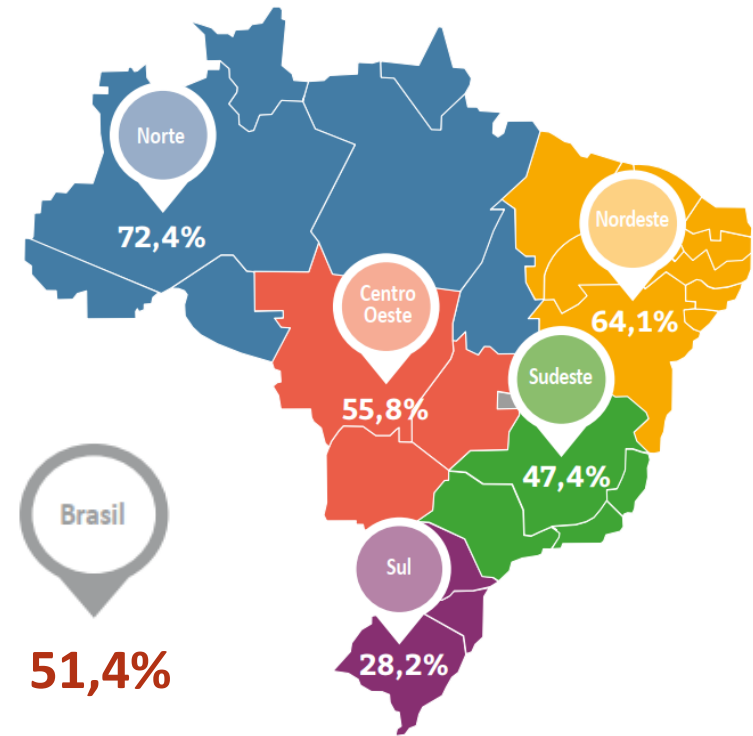 Norte
72,4%
Nordeste
64,1%
Centro
Oeste
55,8%
Sudeste
47,4%
Brasil
51,4%
Sul
28,2%